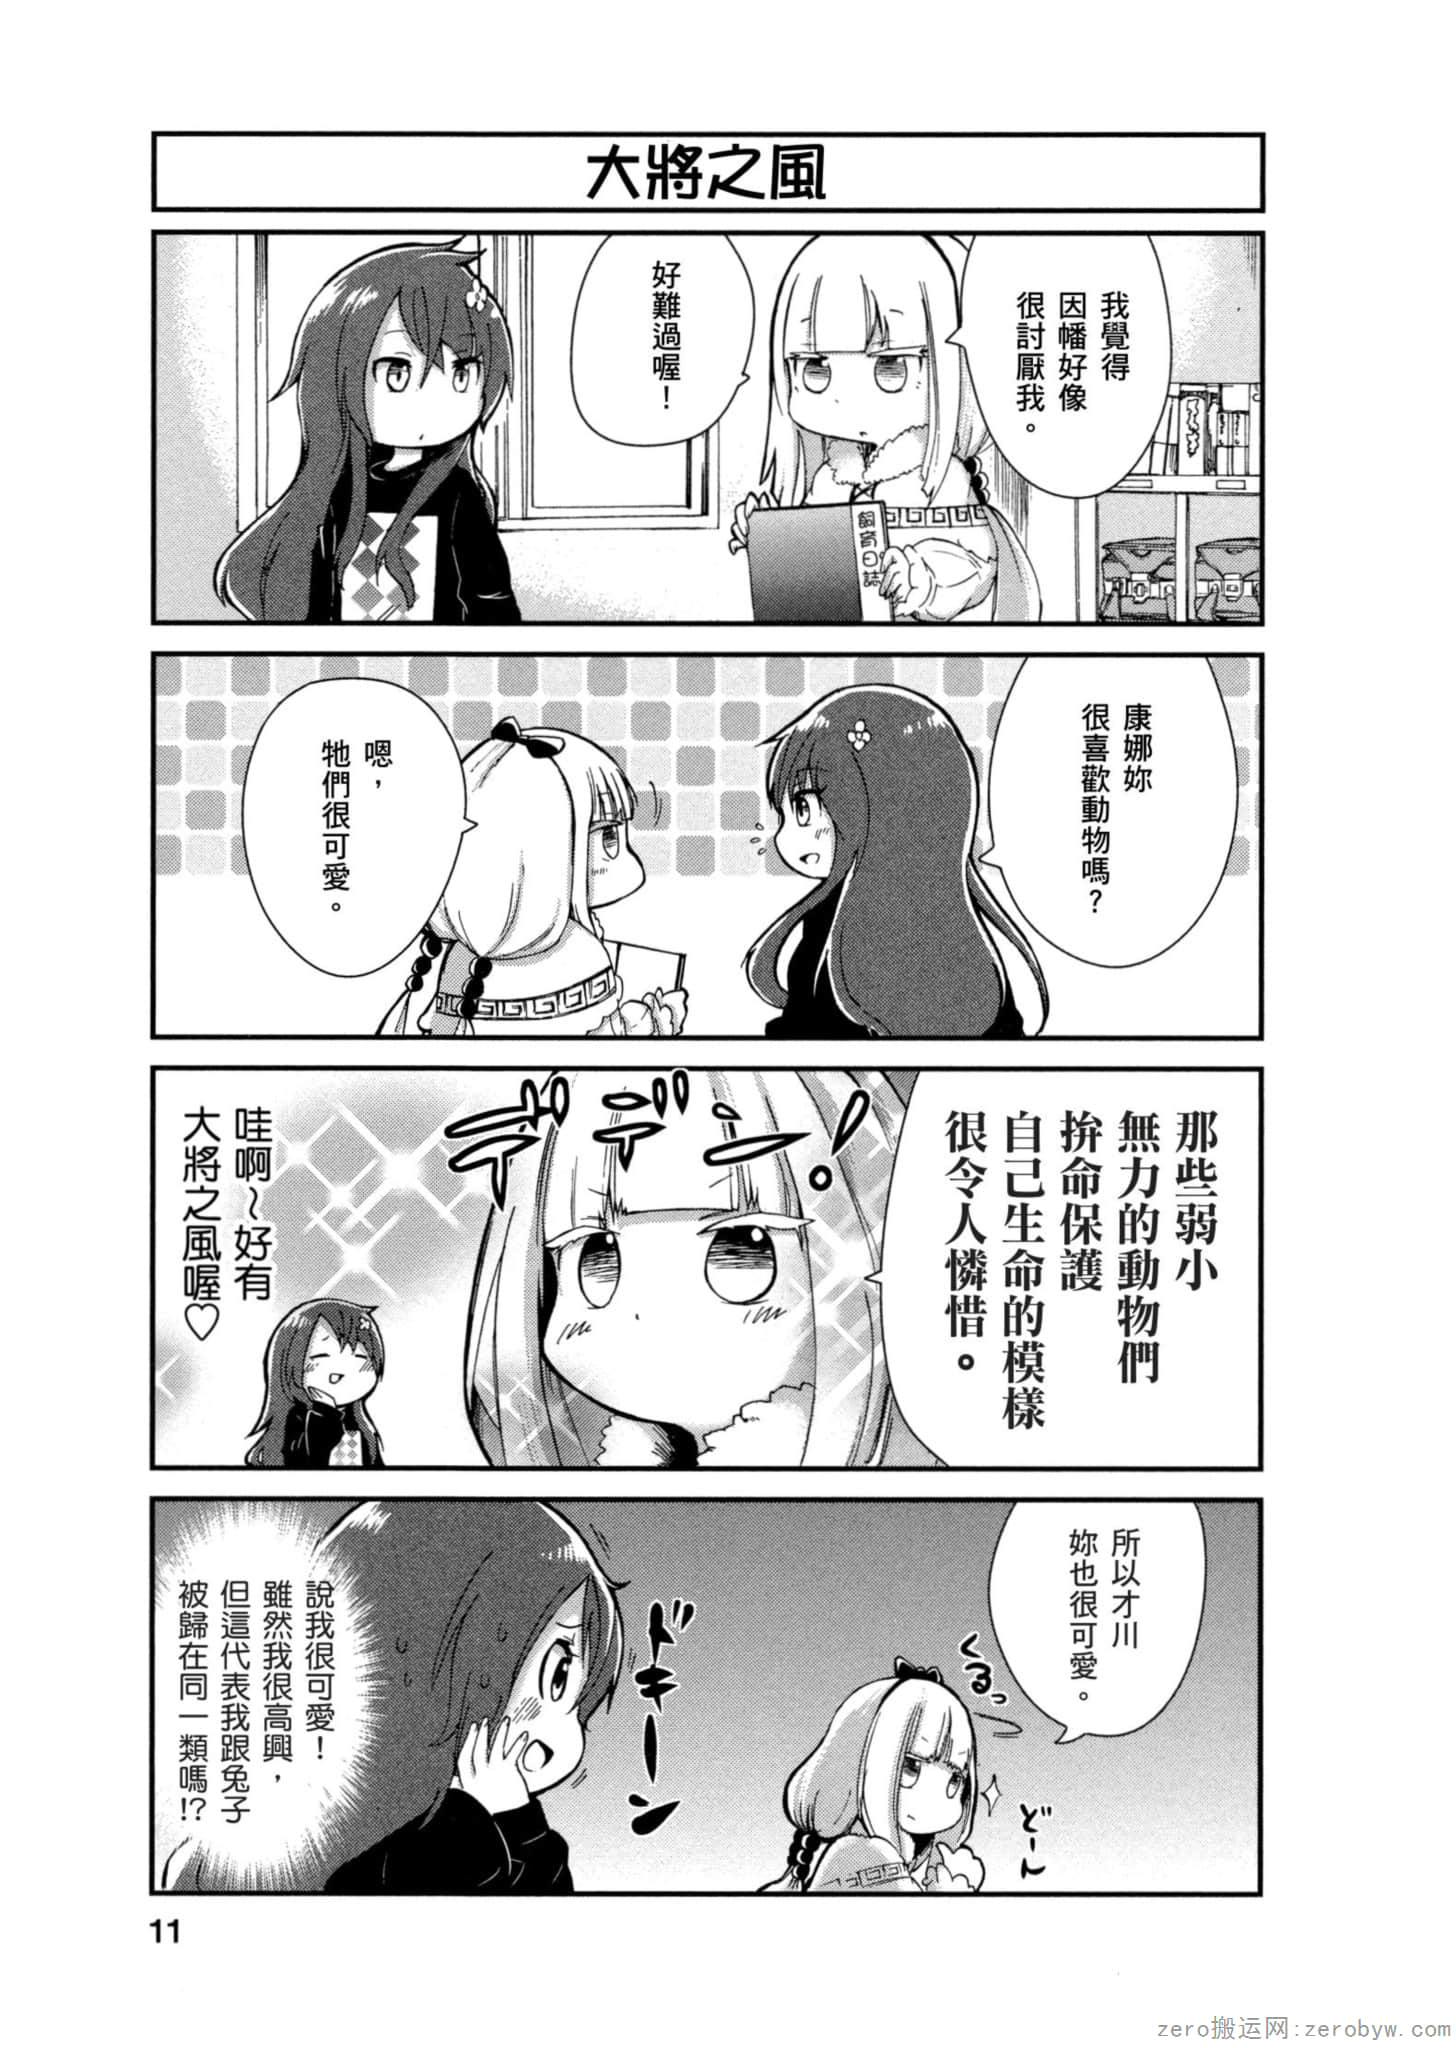 大將之風
我覺得
因幡好像
很討厭我。
好難過喔！
飼育日誌
康娜妳
很喜歡動物嗎？
嗯，
牠們很可愛。
那些弱小
無力的動物們
拚命保護
自己生命的模樣
很令人憐惜。
デデーン！
哇啊～好有
大將之風喔♡
所以才川
妳也很可愛。
くるっ
どーん
ドキーン
說我很可愛！
雖然我很高興，
但這代表我跟兔子
被歸在同一類嗎!?
11
zero搬运网:zerobyw.com